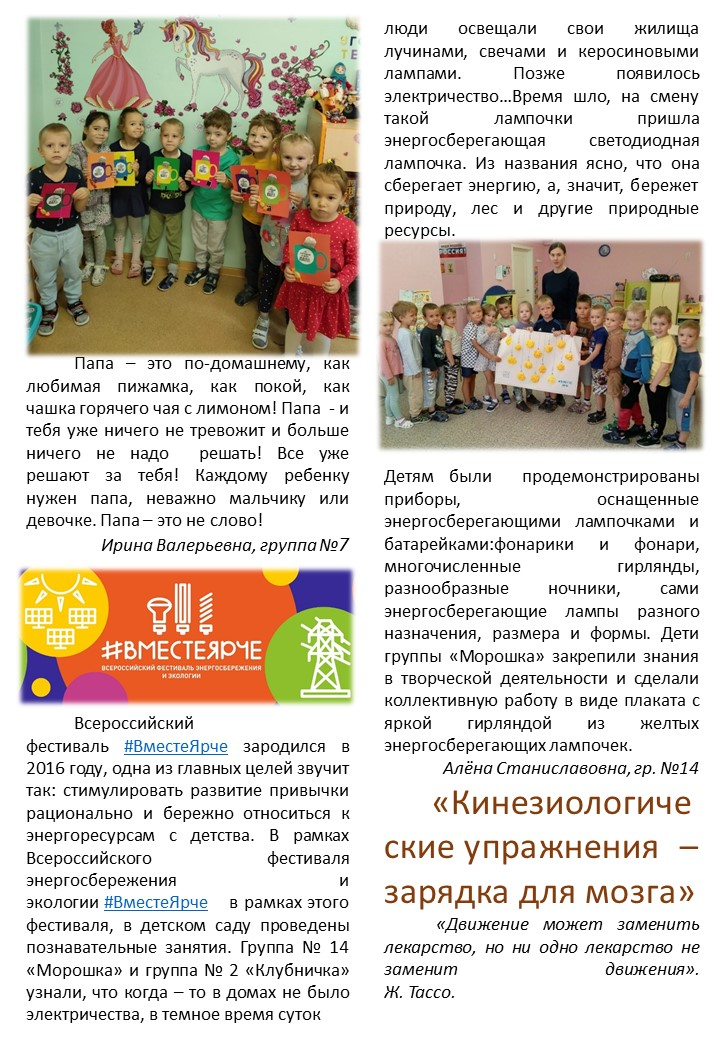 Папа – это по-домашнему, как
любимая пижамка, как покой, как
чашка горячего чая с лимоном! Папа - и
тебя уже ничего не тревожит и больше
ничего не надо решать! Все уже
решают за тебя! Каждому ребенку
нужен папа, неважно мальчику или
девочке. Папа – это не слово!
Ирина Валерьевна, группа №7
#ВМЕСТЕЯРЧЕ
ВСЕРОССИЙСКИЙ ФЕСТИВАЛЬ ЭНЕРГОСБЕРЕЖЕНИЯ
И ЭКОЛОГИИ
Всероссийский
фестиваль #ВместеЯрче зародился в
2016 году, одна из главных целей звучит
так: стимулировать развитие привычки
рационально и бережно относиться к
энергоресурсам с детства. В рамках
Всероссийского фестиваля
энергосбережения и
экологии #ВместеЯрче в рамках этого
фестиваля, в детском саду проведены
познавательные занятия. Группа № 14
«Морошка» и группа № 2 «Клубничка»
узнали, что когда – то в домах не было
электричества, в темное время суток
люди освещали свои жилища
лучинами, свечами и керосиновыми
лампами. Позже появилось
электричество…Время шло, на смену
такой лампочки пришла
энергосберегающая светодиодная
лампочка. Из названия ясно, что она
сберегает энергию, а, значит, бережет
природу, лес и другие природные
ресурсы.
Детям были продемонстрированы
приборы, оснащенные
энергосберегающими лампочками и
батарейками:фонарики и фонари,
многочисленные гирлянды,
разнообразные ночники, сами
энергосберегающие лампы разного
назначения, размера и формы. Дети
группы «Морошка» закрепили знания
в творческой деятельности и сделали
коллективную работу в виде плаката с
яркой гирляндой из желтых
энергосберегающих лампочек.
Алёна Станиславовна, гр. №14
«Кинезиологиче
ские упражнения –
зарядка для мозга»
«Движение может заменить
лекарство, но ни одно лекарство не
заменит движения».
Ж. Тассо.